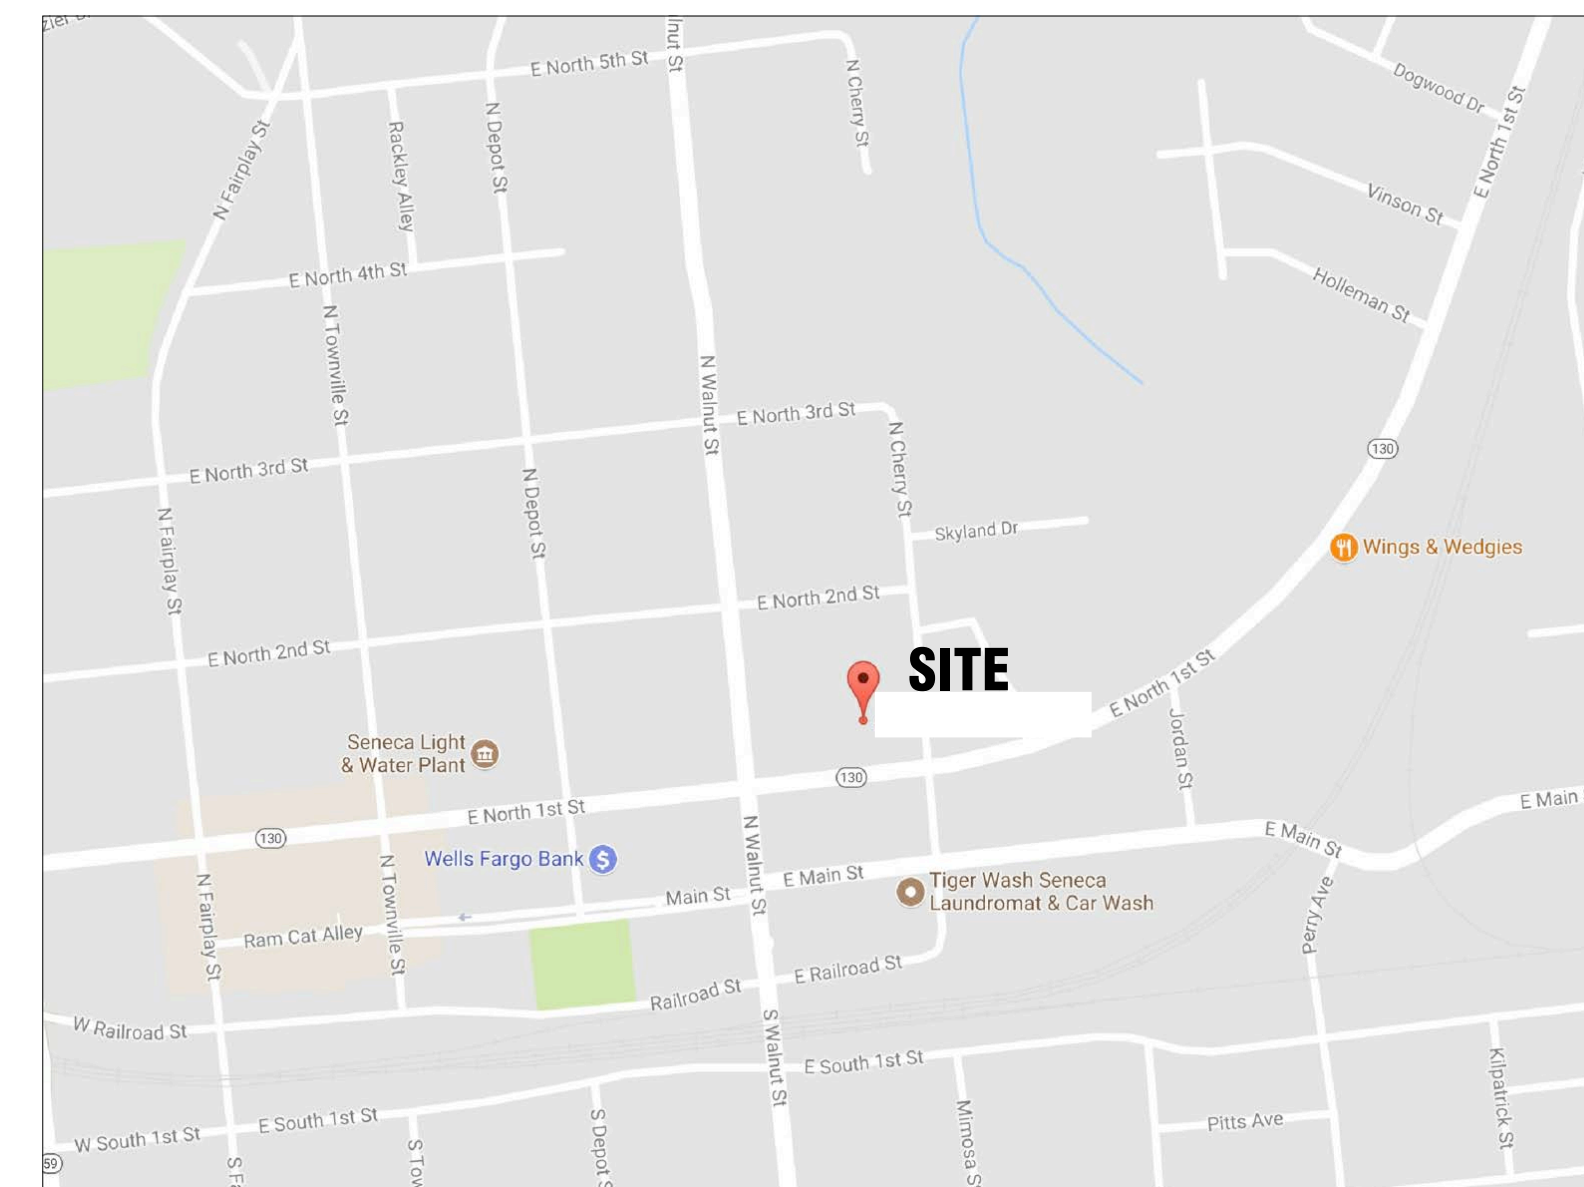 E North 5th St
N Cherry St
Dogwood Dr
E North 1st St
N Fairplay St
Rackley Alley
N Depot St
Vinson St
E North 4th St
Holleman St
N Townville St
N Walnut St
E North 3rd St
E North 3rd St
N Cherry St
130
N Depot St
N Fairplay St
Skyland Dr
Wings & Wedgies
E North 2nd St
E North 2nd St
SITE
E North 1st St
Jordan St
Seneca Light
& Water Plant
130
E North 1st St
130
E Main
E Main St
Wells Fargo Bank
N Townville St
N Walnut St
E Main St
Main St
Tiger Wash Seneca
Laundromat & Car Wash
Perry Ave
N Fairplay St
Ram Cat Alley
E Railroad St
Railroad St
W Railroad St
S Walnut St
E South 1st St
Kilpatrick St
E South 1st St
W South 1st St
Pitts Ave
Mimosa S
S Depot S
S Tow
S Fa
59